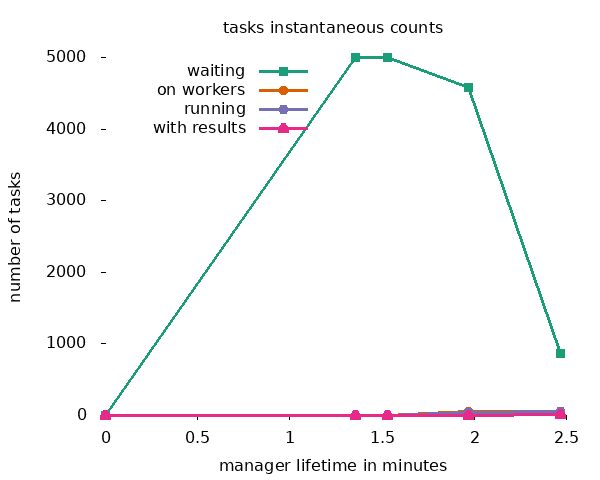 tasks instantaneous counts
5000
4000
3000
2000
1000
0
number of tasks
waiting
on workers
running
with results
0 0.5 1 1.5 2 2.5
manager lifetime in minutes